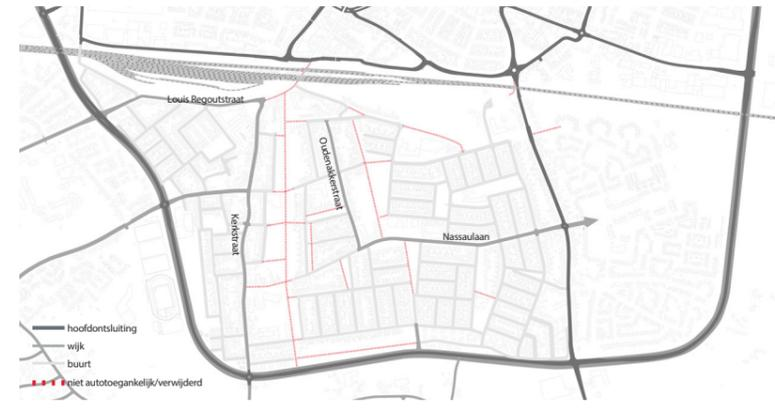 Louis Regoutstraat
Oudenakkerstraat
Kerkstraat
Nassaulaan
hoofdontsluiting
wijk
buurt
niet autotoegankelijk/verwijderd